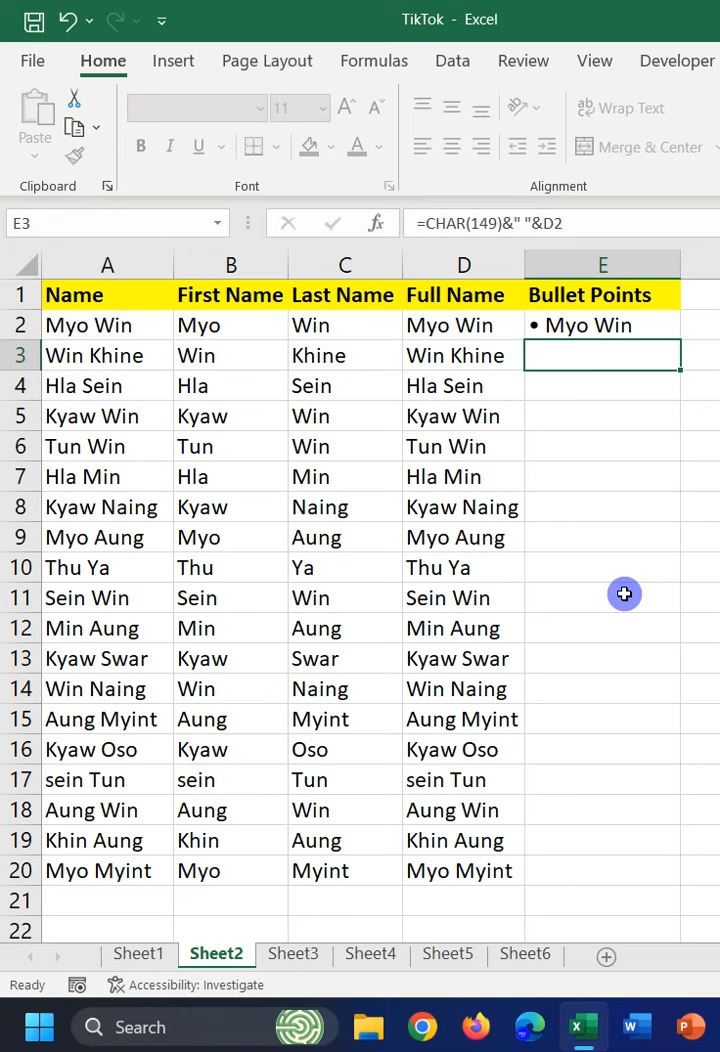 TikTok - Excel
File Home Insert Page Layout Formulas Data Review View Developer
Paste 11 A A ab Wrap Text
B I U A Merge & Center
Clipboard Font Alignment
E3 fx =CHAR(149)&" "&D2
A B C D E
1 Name First Name Last Name Full Name Bullet Points
2 Myo Win Myo Win Myo Win • Myo Win
3 Win Khine Win Khine Win Khine
4 Hla Sein Hla Sein Hla Sein
5 Kyaw Win Kyaw Win Kyaw Win
6 Tun Win Tun Win Tun Win
7 Hla Min Hla Min Hla Min
8 Kyaw Naing Kyaw Naing Kyaw Naing
9 Myo Aung Myo Aung Myo Aung
10 Thu Ya Thu Ya Thu Ya
11 Sein Win Sein Win Sein Win
12 Min Aung Min Aung Min Aung
13 Kyaw Swar Kyaw Swar Kyaw Swar
14 Win Naing Win Naing Win Naing
15 Aung Myint Aung Myint Aung Myint
16 Kyaw Oso Kyaw Oso Kyaw Oso
17 sein Tun sein Tun sein Tun
18 Aung Win Aung Win Aung Win
19 Khin Aung Khin Aung Khin Aung
20 Myo Myint Myo Myint Myo Myint
21
22
Sheet1 Sheet2 Sheet3 Sheet4 Sheet5 Sheet6
Ready Accessibility: Investigate
Search X W P